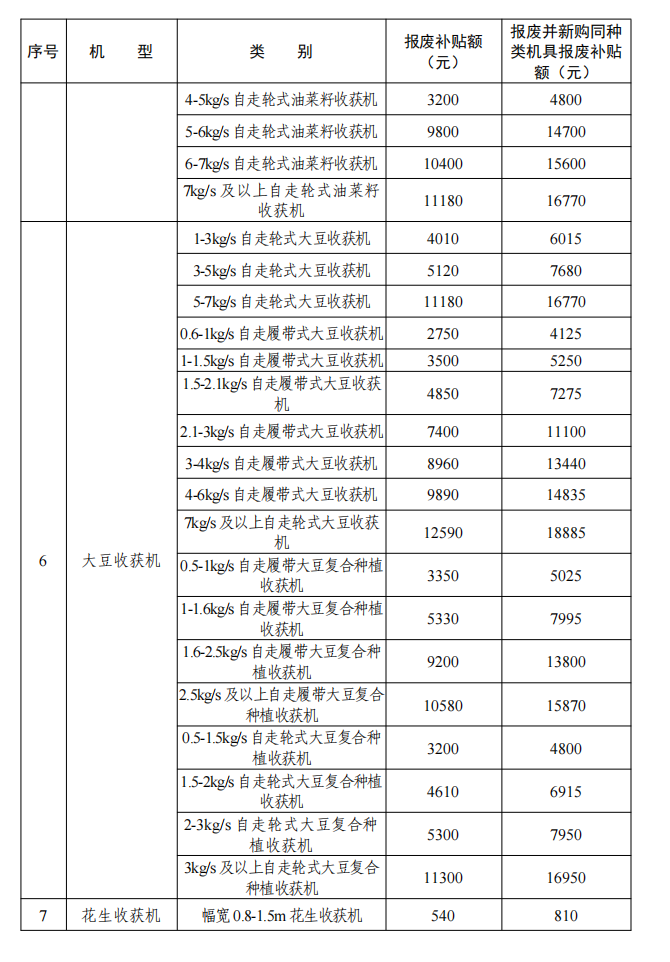 序号 机 型 类 别 报废补贴额（元） 报废并新购同种类机具报废补贴额（元）
4-5kg/s 自走轮式油菜籽收获机 3200 4800
5-6kg/s 自走轮式油菜籽收获机 9800 14700
6-7kg/s 自走轮式油菜籽收获机 10400 15600
7kg/s 及以上自走轮式油菜籽收获机 11180 16770
6 大豆收获机 1-3kg/s 自走轮式大豆收获机 4010 6015
3-5kg/s 自走轮式大豆收获机 5120 7680
5-7kg/s 自走轮式大豆收获机 11180 16770
0.6-1kg/s 自走履带式大豆收获机 2750 4125
1-1.5kg/s 自走履带式大豆收获机 3500 5250
1.5-2.1kg/s 自走履带式大豆收获机 4850 7275
2.1-3kg/s 自走履带式大豆收获机 7400 11100
3-4kg/s 自走履带式大豆收获机 8960 13440
4-6kg/s 自走履带式大豆收获机 9890 14835
7kg/s 及以上自走轮式大豆收获机 12590 18885
0.5-1kg/s 自走履带大豆复合种植收获机 3350 5025
1-1.6kg/s 自走履带大豆复合种植收获机 5330 7995
1.6-2.5kg/s 自走履带大豆复合种植收获机 9200 13800
2.5kg/s 及以上自走履带大豆复合种植收获机 10580 15870
0.5-1.5kg/s 自走轮式大豆复合种植收获机 3200 4800
1.5-2kg/s 自走轮式大豆复合种植收获机 4610 6915
2-3kg/s 自走轮式大豆复合种植收获机 5300 7950
3kg/s 及以上自走轮式大豆复合种植收获机 11300 16950
7 花生收获机 幅宽 0.8-1.5m 花生收获机 540 810